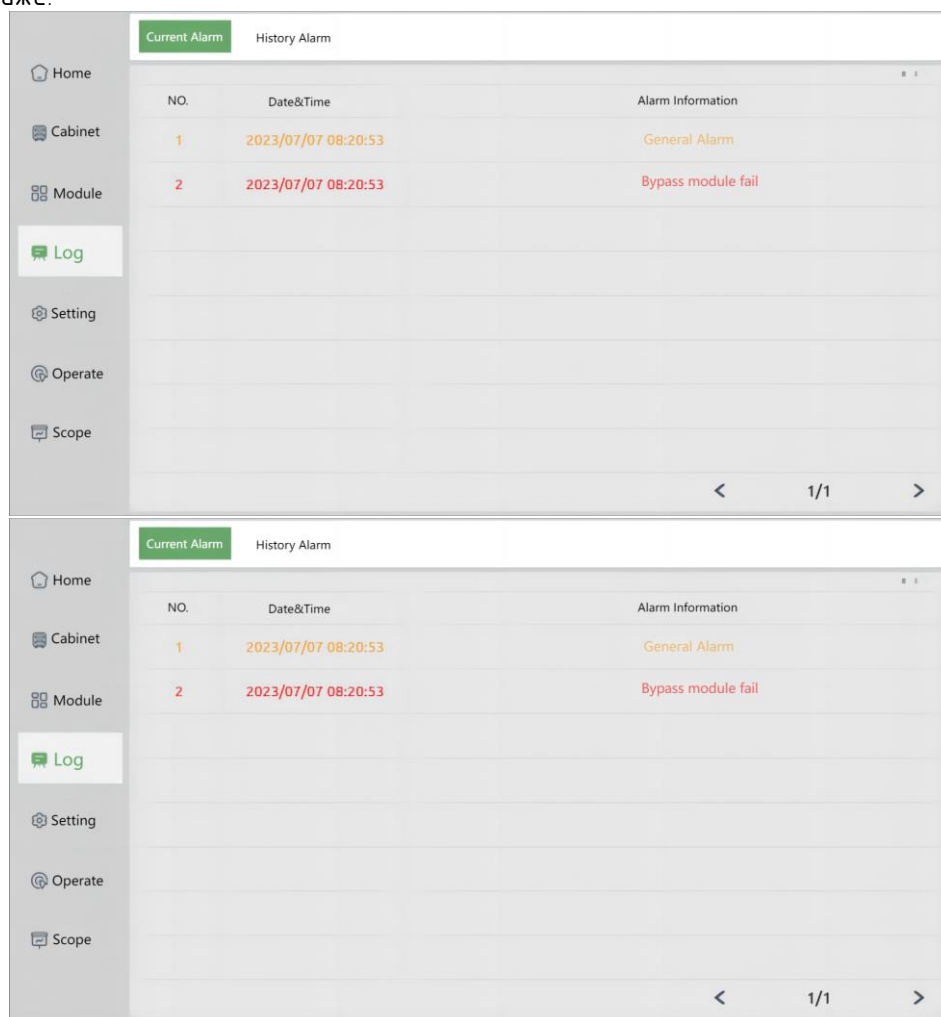 Current Alarm History Alarm
Home
NO. Date&Time Alarm Information
Cabinet
1 2023/07/07 08:20:53 General Alarm
2 2023/07/07 08:20:53 Bypass module fail
Module
Log
Setting
Operate
Scope
< 1/1 >
Current Alarm History Alarm
Home
NO. Date&Time Alarm Information
Cabinet
1 2023/07/07 08:20:53 General Alarm
2 2023/07/07 08:20:53 Bypass module fail
Module
Log
Setting
Operate
Scope
< 1/1 >